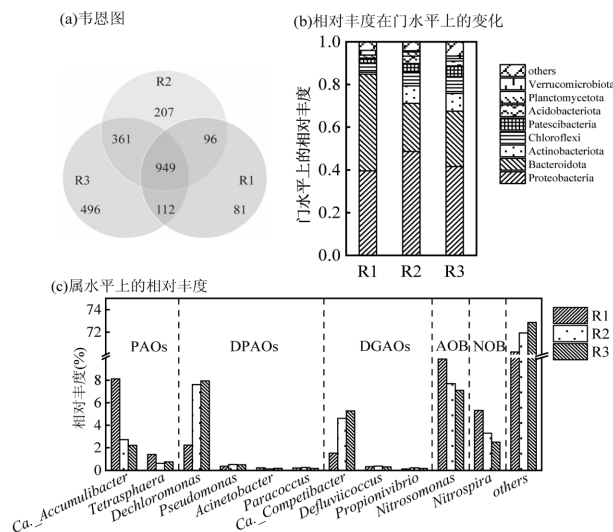 (a)韦恩图
R2
207
361
96
949
R3
R1
496
112
81
(b)相对丰度在门水平上的变化
门水平上的相对丰度
1.0
0.8
0.6
0.4
0.2
0.0
R1 R2 R3
others
Verrucomicrobiota
Planctomycetota
Acidobacteriota
Patescibacteria
Chloroflexi
Actinobacteriota
Bacteroidota
Proteobacteria
(c)属水平上的相对丰度
相对丰度(%)
74
72
8
6
4
2
0
PAOs DPAOs DGAOs AOB NOB
R1
R2
R3
Ca._Accumulibacter
Tetrasphaera
Dechloromonas
Pseudomonas
Acinetobacter
Paracoccus
Ca._Competibacter
Defluviicoccus
Propionivibrio
Nitrosomonas
Nitrospira
others